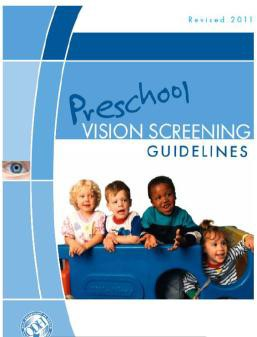 Revised 2011
Preschool
VISION SCREENING
GUIDELINES